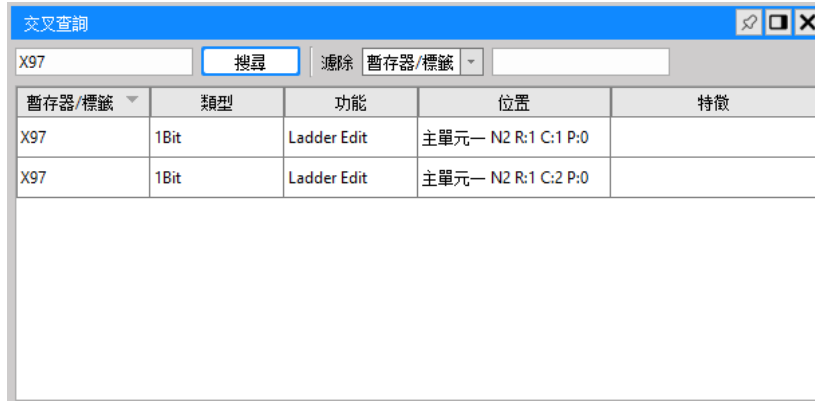 交叉查詢
X97 搜尋 濾除 暫存器/標籤
暫存器/標籤 類型 功能 位置 特徵
X97 1Bit Ladder Edit 主單元一 N2 R:1 C:1 P:0
X97 1Bit Ladder Edit 主單元一 N2 R:1 C:2 P:0